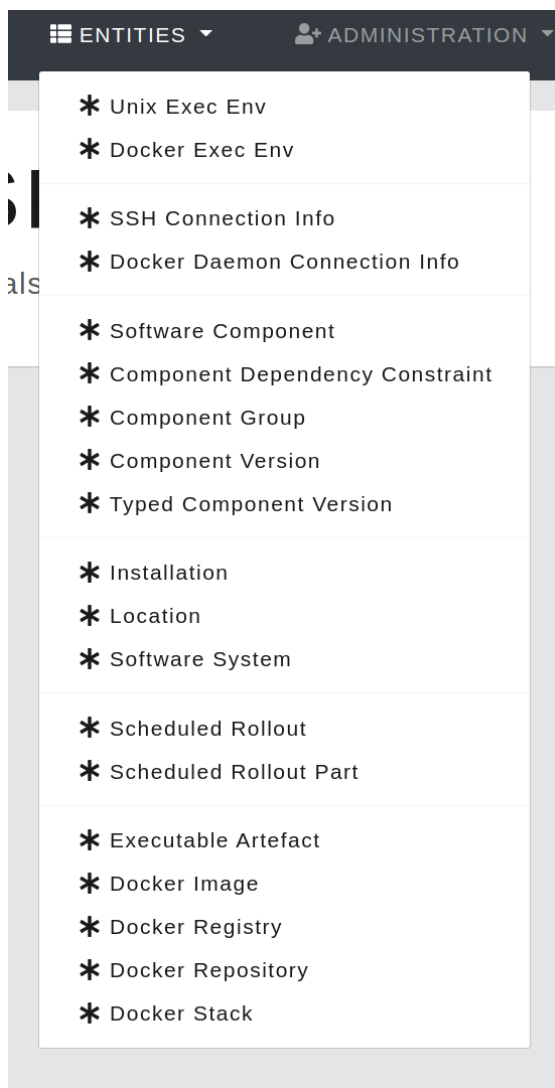 ENTITIES ADMINISTRATION
Unix Exec Env
Docker Exec Env
SSH Connection Info
Docker Daemon Connection Info
Software Component
Component Dependency Constraint
Component Group
Component Version
Typed Component Version
Installation
Location
Software System
Scheduled Rollout
Scheduled Rollout Part
Executable Artefact
Docker Image
Docker Registry
Docker Repository
Docker Stack